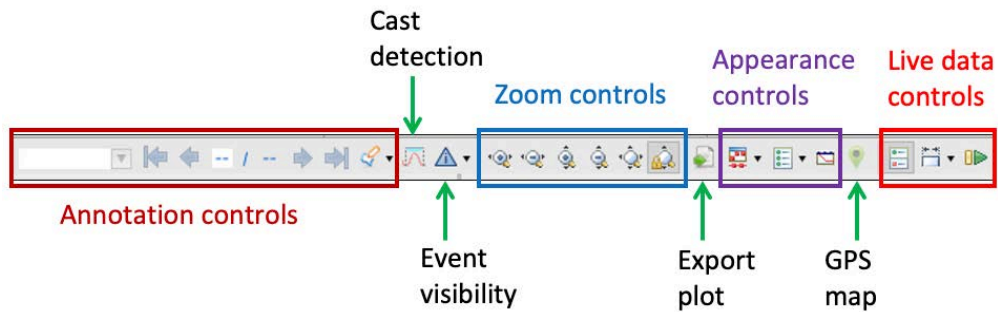 Cast
detection
Zoom controls
Appearance
controls
Live data
controls
-- / --
Annotation controls
Event
visibility
Export
plot
GPS
map